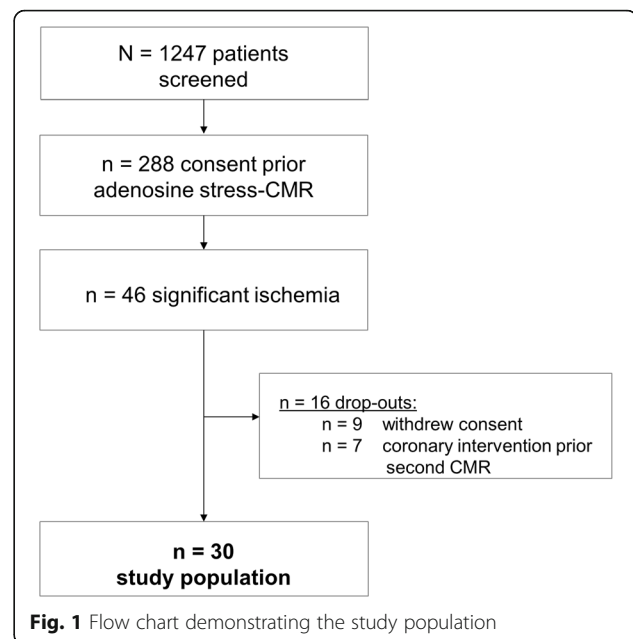 N = 1247 patients
screened
n = 288 consent prior
adenosine stress-CMR
n = 46 significant ischemia
n = 16 drop-outs:
n = 9 withdrew consent
n = 7 coronary intervention prior
second CMR
n = 30
study population
Fig. 1 Flow chart demonstrating the study population